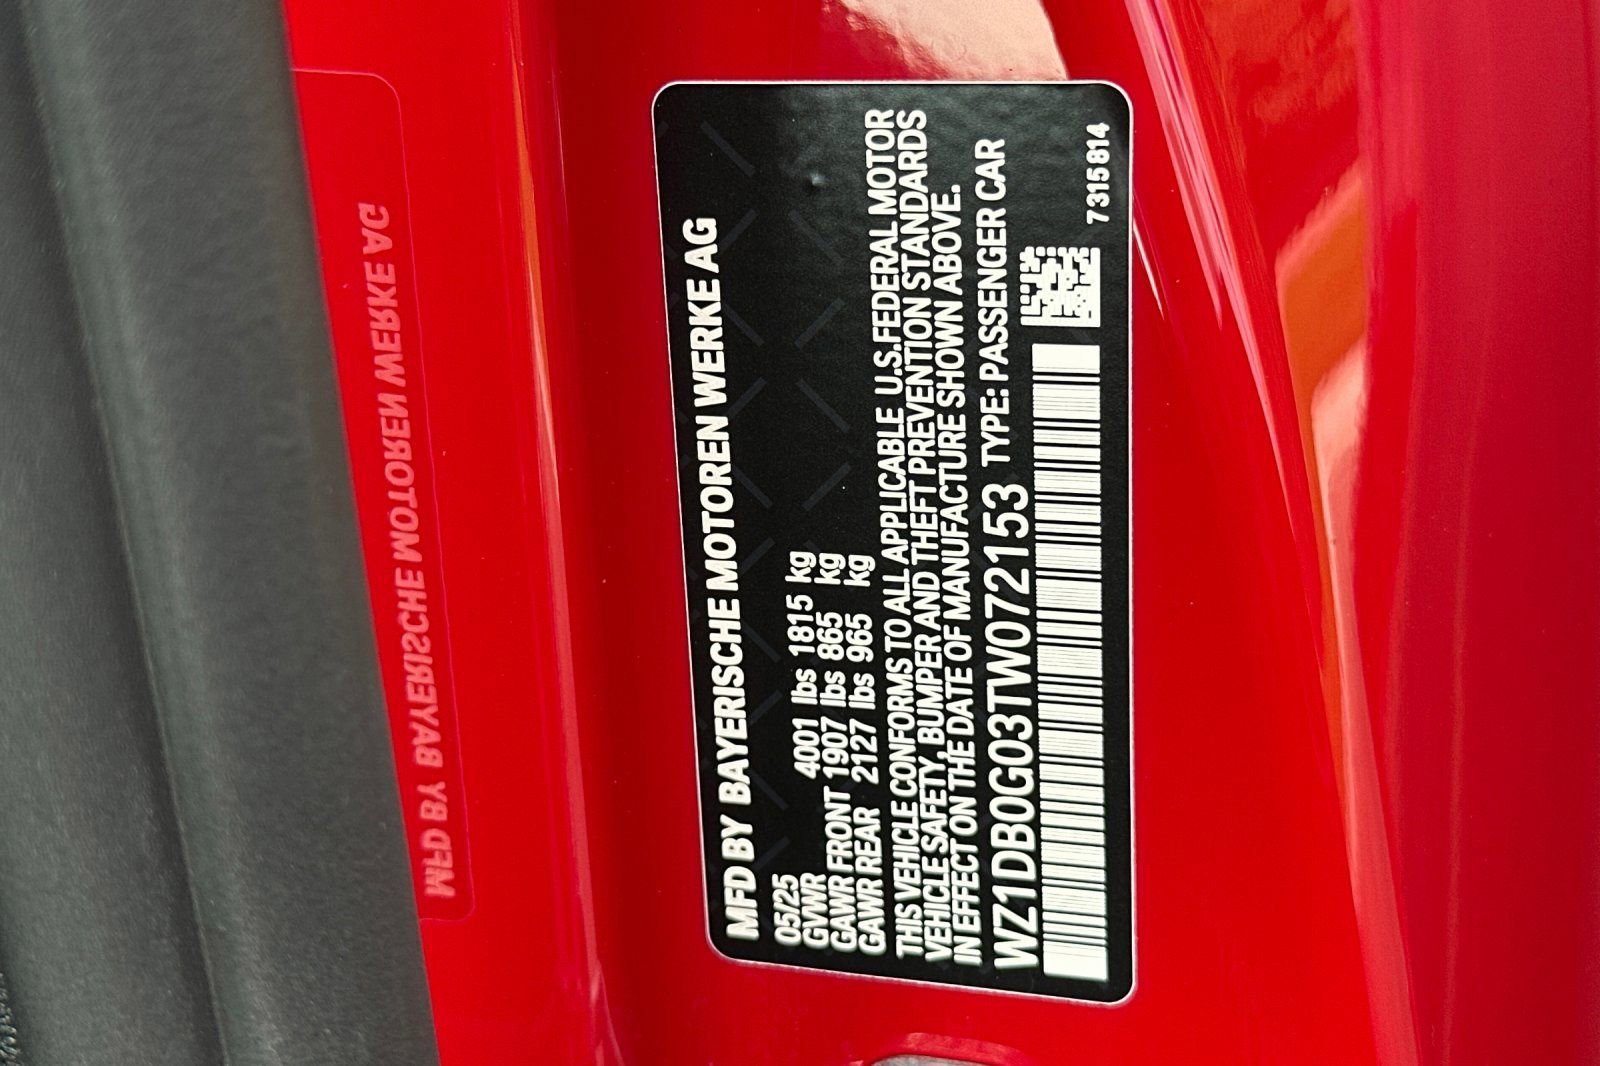 MFD BY BAYERISCHE MOTOREN WERKE AG
05/25
GVWR 4001 lbs 1815 kg
GAWR FRONT 1907 lbs 865 kg
GAWR REAR 2127 lbs 965 kg
THIS VEHICLE CONFORMS TO ALL APPLICABLE U.S.FEDERAL MOTOR
VEHICLE SAFETY, BUMPER AND THEFT PREVENTION STANDARDS
IN EFFECT ON THE DATE OF MANUFACTURE SHOWN ABOVE.
WZ1DB0G03TW072153 TYPE: PASSENGER CAR
7315814
MFD BY BAYERISCHE MOTOREN WERKE AG